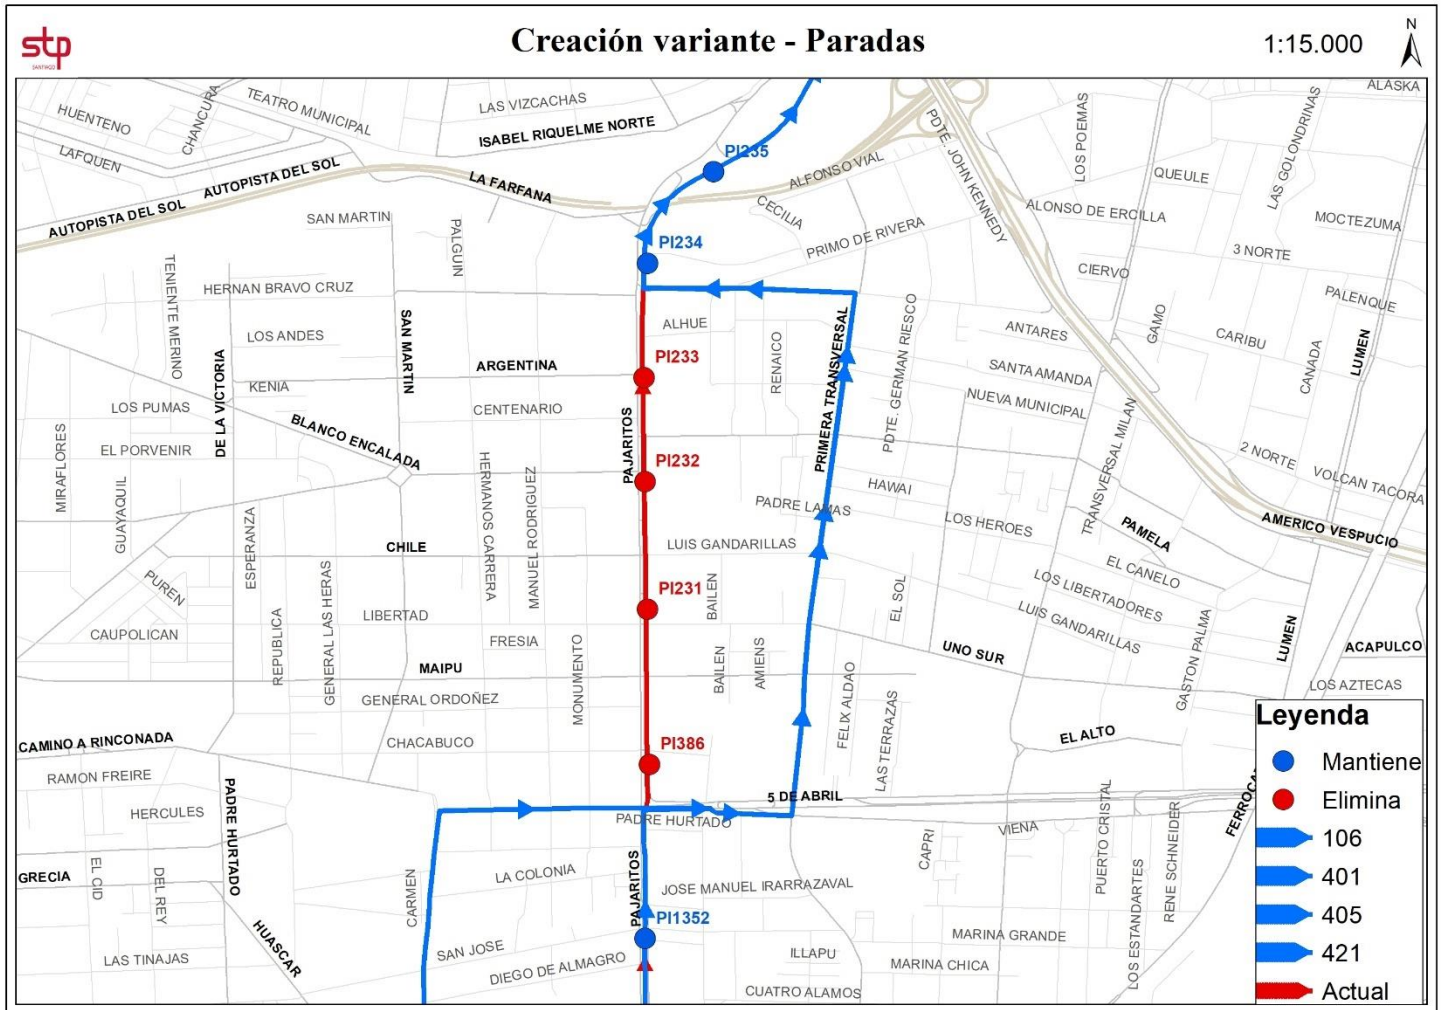 stp
SANTIAGO
Creación variante - Paradas
1:15.000
N
ALASKA
HUENTENO
CHANCURA
TEATRO MUNICIPAL
LAS VIZCACHAS
ISABEL RIQUELME NORTE
LAFQUEN
PDTE. JOHN KENNEDY
LOS POEMAS
LAS GOLONDRINAS
PI235
ALFONSO VIAL
QUEULE
AUTOPISTA DEL SOL
AUTOPISTA DEL SOL
LA FARFANA
SAN MARTIN
PALGUIN
CECILIA
ALONSO DE ERCILLA
MOCTEZUMA
PRIMO DE RIVERA
PI234
3 NORTE
CIERVO
TENIENTE MERINO
HERNAN BRAVO CRUZ
PALENQUE
LOS ANDES
SAN MARTIN
ALHUE
RENAICO
PRIMERA TRANSVERSAL
PDTE. GERMAN RIESCO
ANTARES
GAMO
CARIBU
CANADA
LUMEN
DE LA VICTORIA
ARGENTINA
PI233
SANTA AMANDA
KENIA
LOS PUMAS
CENTENARIO
NUEVA MUNICIPAL
BLANCO ENCALADA
PAJARITOS
TRANSVERSAL MILAN
MIRAFLORES
EL PORVENIR
2 NORTE
VOLCAN TACORA
GUAYAQUIL
HERMANOS CARRERA
MANUEL RODRIGUEZ
PI232
HAWAI
PADRE LAMAS
LOS HEROES
PAMELA
AMERICO VESPUCIO
ESPERANZA
CHILE
LUIS GANDARILLAS
EL CANELO
PUREN
GENERAL LAS HERAS
PI231
BAILEN
EL SOL
LOS LIBERTADORES
LIBERTAD
LUIS GANDARILLAS
CAUPOLICAN
REPUBLICA
FRESIA
MONUMENTO
BAILEN
AMIENS
UNO SUR
GASTON PALMA
LUMEN
ACAPULCO
MAIPU
GENERAL ORDOÑEZ
FELIX ALDAO
LAS TERRAZAS
LOS AZTECAS
CAMINO A RINCONADA
CHACABUCO
PI386
EL ALTO
RAMON FREIRE
PADRE HURTADO
5 DE ABRIL
HERCULES
PADRE HURTADO
CAPRI
VIENA
PUERTO CRISTAL
RENE SCHNEIDER
GRECIA
EL CID
DEL REY
CARMEN
LA COLONIA
PAJARITOS
JOSE MANUEL IRARRAZAVAL
LOS ESTANDARTES
HUASCAR
PI1352
LAS TINAJAS
SAN JOSE
DIEGO DE ALMAGRO
ILLAPU
MARINA GRANDE
MARINA CHICA
CUATRO ALAMOS
Leyenda
Mantiene
Elimina
106
401
405
421
Actual